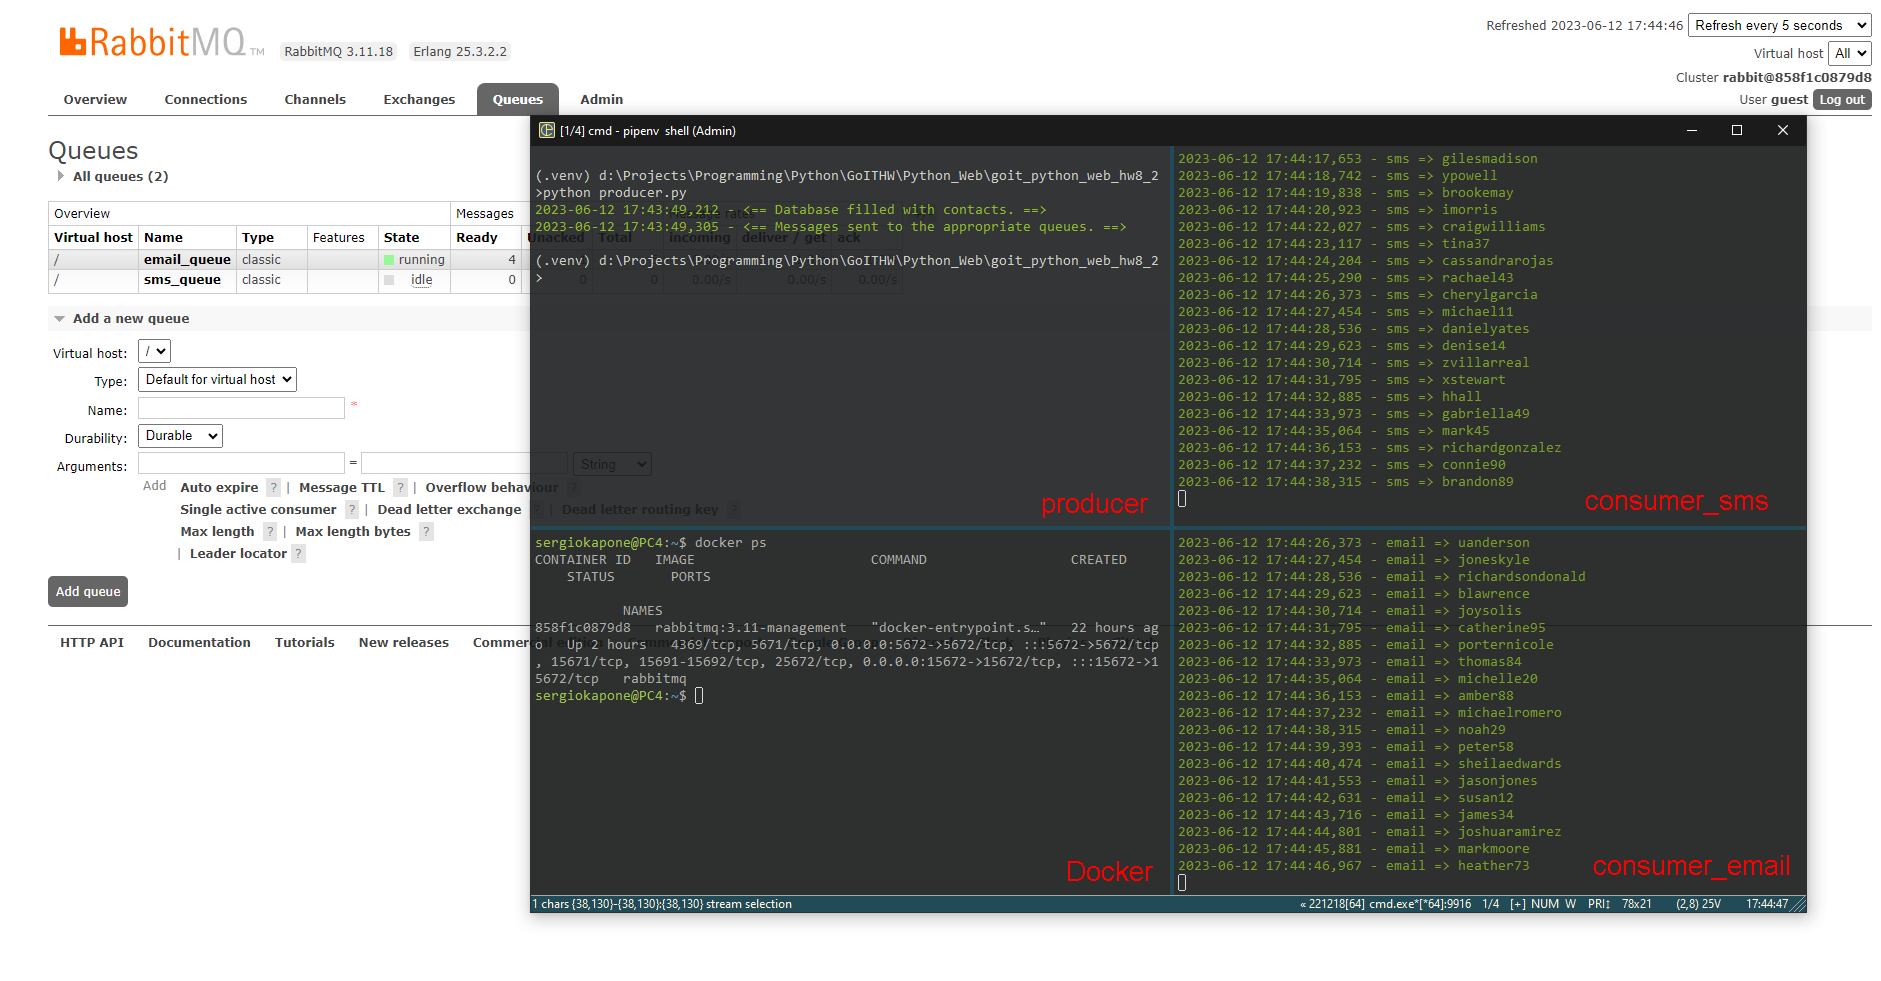 RabbitMQ TM RabbitMQ 3.11.18 Erlang 25.3.2.2
Refreshed 2023-06-12 17:44:46 Refresh every 5 seconds
Virtual host All
Cluster rabbit@858f1c0879d8
User guest Log out
Overview Connections Channels Exchanges Queues Admin
Queues
All queues (2)
Overview Messages
Virtual host Name Type Features State Ready Unacked Total incoming deliver / get ack
/ email_queue classic running 4
/ sms_queue classic idle 0 0 0 0.00/s 0.00/s 0.00/s
Add a new queue
Virtual host: /
Type: Default for virtual host
Name: *
Durability: Durable
Arguments: = String
Add Auto expire ? | Message TTL ? | Overflow behaviour ?
Single active consumer ? | Dead letter exchange ? | Dead letter routing key ?
Max length ? | Max length bytes ?
| Leader locator ?
Add queue
HTTP API Documentation Tutorials New releases
[1/4] cmd - pipenv shell (Admin)
(.venv) d:\Projects\Programming\Python\GoITHW\Python_Web\goit_python_web_hw8_2
>python producer.py
2023-06-12 17:43:49,212 - <== Database filled with contacts. ==>
2023-06-12 17:43:49,305 - <== Messages sent to the appropriate queues. ==>
(.venv) d:\Projects\Programming\Python\GoITHW\Python_Web\goit_python_web_hw8_2
>
producer
2023-06-12 17:44:17,653 - sms => gilesmadison
2023-06-12 17:44:18,742 - sms => ypowell
2023-06-12 17:44:19,838 - sms => brookemay
2023-06-12 17:44:20,923 - sms => imorris
2023-06-12 17:44:22,027 - sms => craigwilliams
2023-06-12 17:44:23,117 - sms => tina37
2023-06-12 17:44:24,204 - sms => cassandrarojas
2023-06-12 17:44:25,290 - sms => rachael43
2023-06-12 17:44:26,373 - sms => cherylgarcia
2023-06-12 17:44:27,454 - sms => michael11
2023-06-12 17:44:28,536 - sms => danielyates
2023-06-12 17:44:29,623 - sms => denise14
2023-06-12 17:44:30,714 - sms => zvillarreal
2023-06-12 17:44:31,795 - sms => xstewart
2023-06-12 17:44:32,885 - sms => hhall
2023-06-12 17:44:33,973 - sms => gabriella49
2023-06-12 17:44:35,064 - sms => mark45
2023-06-12 17:44:36,153 - sms => richardgonzalez
2023-06-12 17:44:37,232 - sms => connie90
2023-06-12 17:44:38,315 - sms => brandon89
consumer_sms
sergiokapone@PC4:~$ docker ps
CONTAINER ID IMAGE COMMAND CREATED
STATUS PORTS
NAMES
858f1c0879d8 rabbitmq:3.11-management "docker-entrypoint.s…" 22 hours ag
o Up 2 hours 4369/tcp, 5671/tcp, 0.0.0.0:5672->5672/tcp, :::5672->5672/tcp
, 15671/tcp, 15691-15692/tcp, 25672/tcp, 0.0.0.0:15672->15672/tcp, :::15672->1
5672/tcp rabbitmq
sergiokapone@PC4:~$
Docker
2023-06-12 17:44:26,373 - email => uanderson
2023-06-12 17:44:27,454 - email => joneskyle
2023-06-12 17:44:28,536 - email => richardsondonald
2023-06-12 17:44:29,623 - email => blawrence
2023-06-12 17:44:30,714 - email => joysolis
2023-06-12 17:44:31,795 - email => catherine95
2023-06-12 17:44:32,885 - email => porternicole
2023-06-12 17:44:33,973 - email => thomas84
2023-06-12 17:44:35,064 - email => michelle20
2023-06-12 17:44:36,153 - email => amber88
2023-06-12 17:44:37,232 - email => michaelromero
2023-06-12 17:44:38,315 - email => noah29
2023-06-12 17:44:39,393 - email => peter58
2023-06-12 17:44:40,474 - email => sheilaedwards
2023-06-12 17:44:41,553 - email => jasonjones
2023-06-12 17:44:42,631 - email => susan12
2023-06-12 17:44:43,716 - email => james34
2023-06-12 17:44:44,801 - email => joshuaramirez
2023-06-12 17:44:45,881 - email => markmoore
2023-06-12 17:44:46,967 - email => heather73
consumer_email
1 chars {38,130}-{38,130}:{38,130} stream selection
« 221218[64] cmd.exe*[*64]:9916 1/4 [+] NUM W PRI↕ 78x21 (2,8) 25V 17:44:47